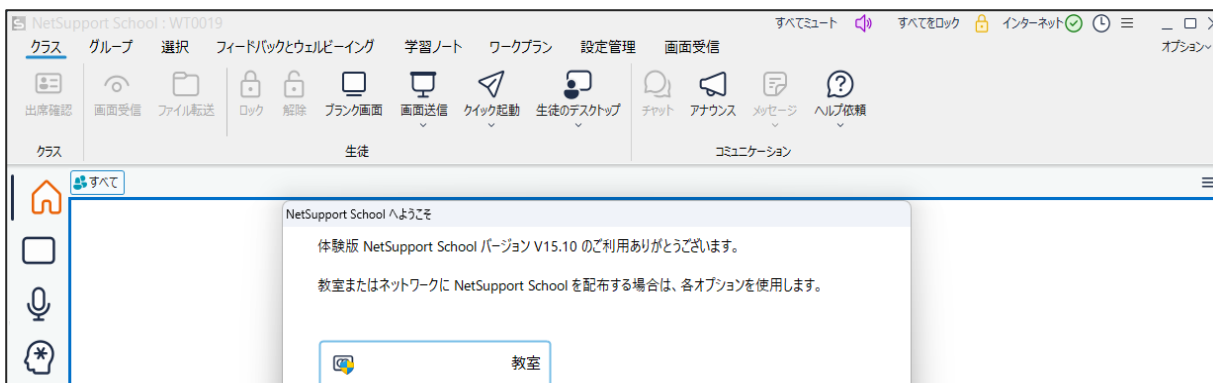 NetSupport School : WT0019
すべてミュート すべてをロック インターネット
クラス グループ 選択 フィードバックとウェルビーイング 学習ノート ワークプラン 設定管理 画面受信 オプション
出席確認 画面受信 ファイル転送 ロック 解除 ブランク画面 画面送信 クイック起動 生徒のデスクトップ チャット アナウンス メッセージ ヘルプ依頼
クラス 生徒 コミュニケーション
すべて
NetSupport School へようこそ
体験版 NetSupport School バージョン V15.10 のご利用ありがとうございます。
教室またはネットワークに NetSupport School を配布する場合は、各オプションを使用します。
教室